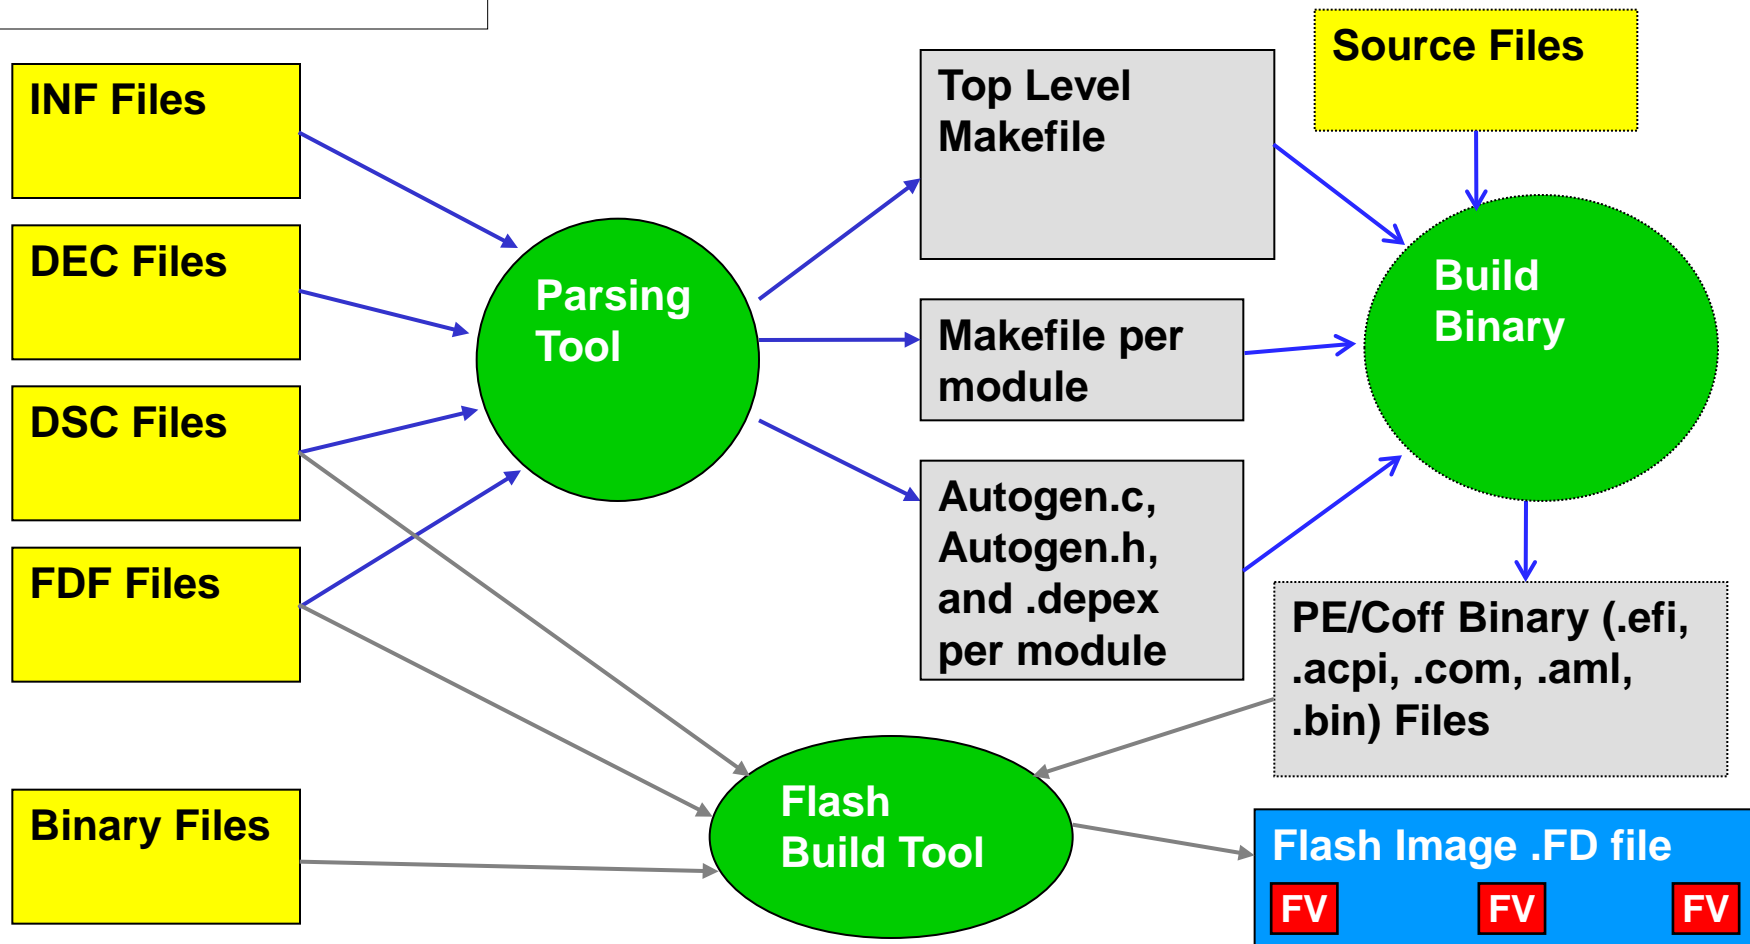 INF Files
DEC Files
DSC Files
FDF Files
Binary Files
Parsing
Tool
Top Level
Makefile
Makefile per
module
Autogen.c,
Autogen.h,
and .depex
per module
Source Files
Build
Binary
PE/Coff Binary (.efi,
.acpi, .com, .aml,
.bin) Files
Flash
Build Tool
Flash Image .FD file
FV
FV
FV